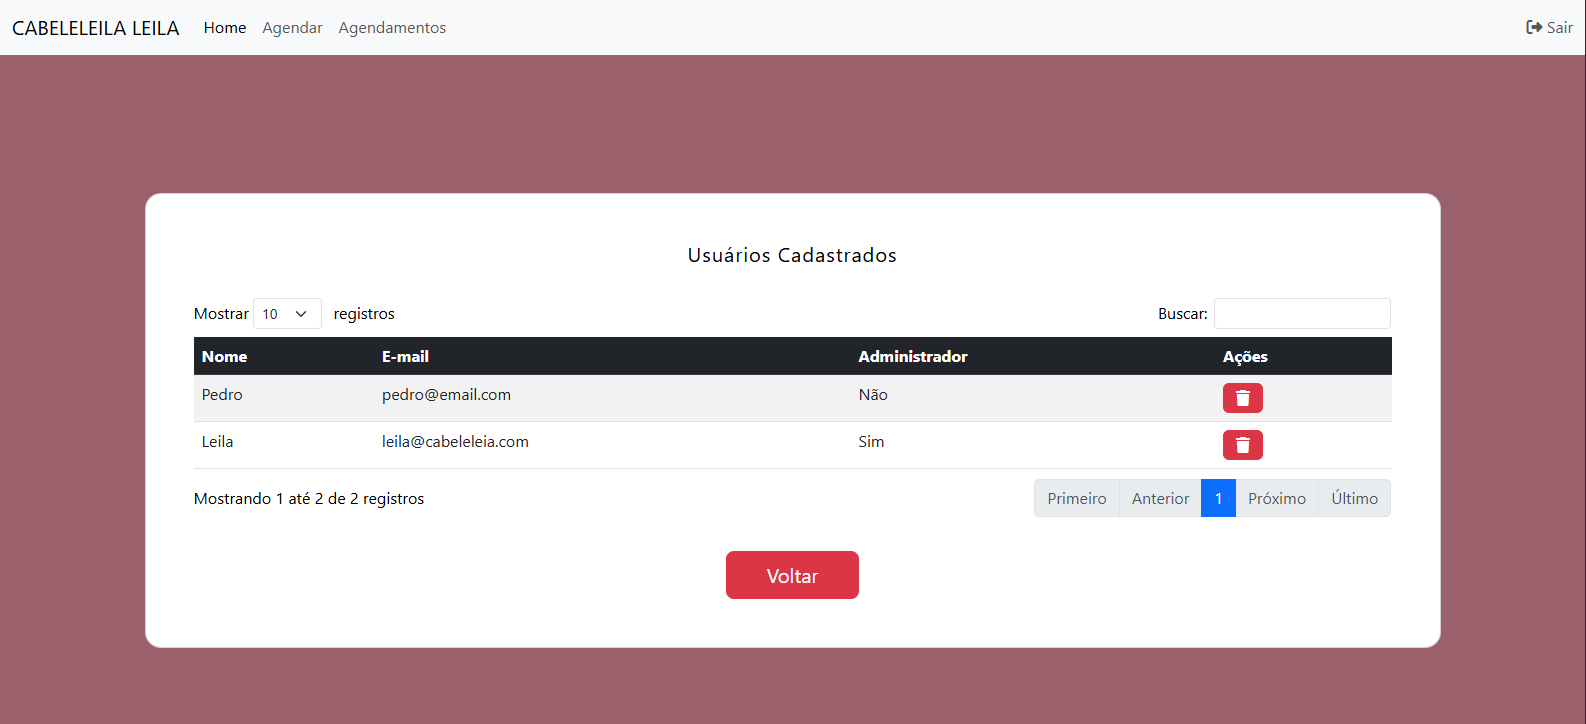 CABELELEILA LEILA Home Agendar Agendamentos Sair
Usuários Cadastrados
Mostrar 10 registros Buscar:
Nome E-mail Administrador Ações
Pedro pedro@email.com Não
Leila leila@cabeleleia.com Sim
Mostrando 1 até 2 de 2 registros Primeiro Anterior 1 Próximo Último
Voltar